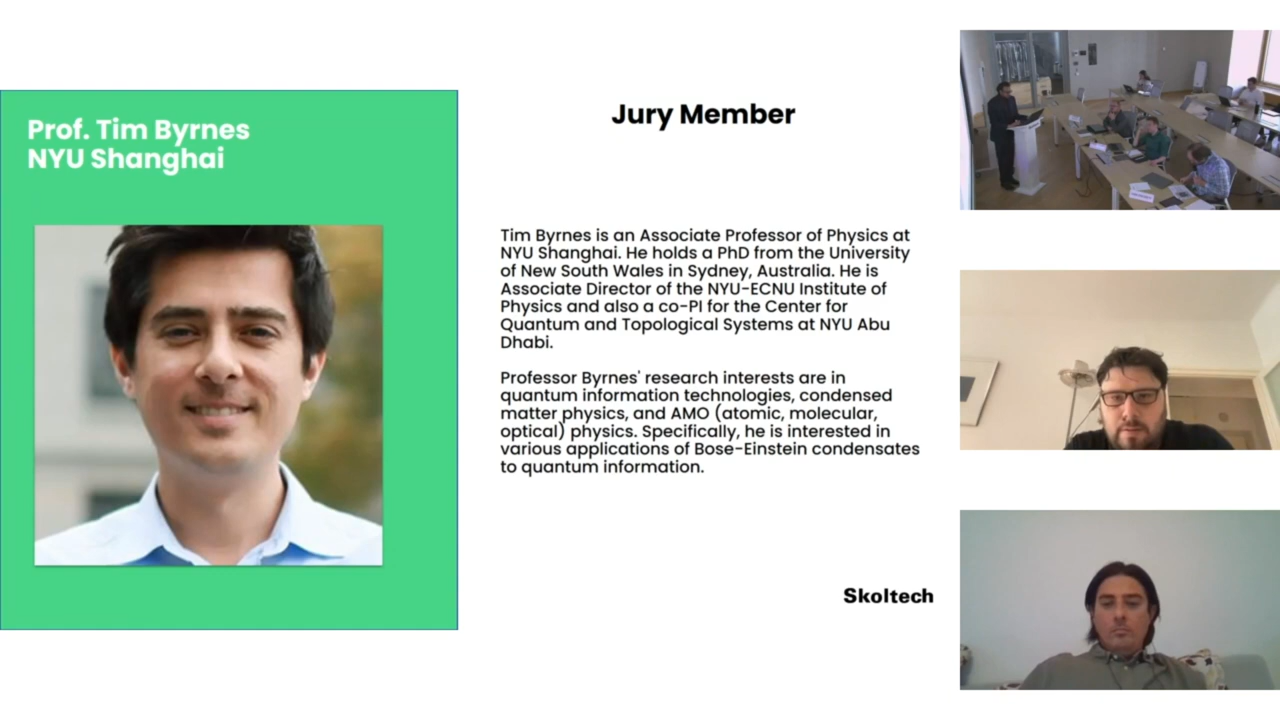 Prof. Tim Byrnes
NYU Shanghai
Jury Member
Tim Byrnes is an Associate Professor of Physics at
NYU Shanghai. He holds a PhD from the University
of New South Wales in Sydney, Australia. He is
Associate Director of the NYU-ECNU Institute of
Physics and also a co-PI for the Center for
Quantum and Topological Systems at NYU Abu
Dhabi.
Professor Byrnes' research interests are in
quantum information technologies, condensed
matter physics, and AMO (atomic, molecular,
optical) physics. Specifically, he is interested in
various applications of Bose-Einstein condensates
to quantum information.
Skoltech